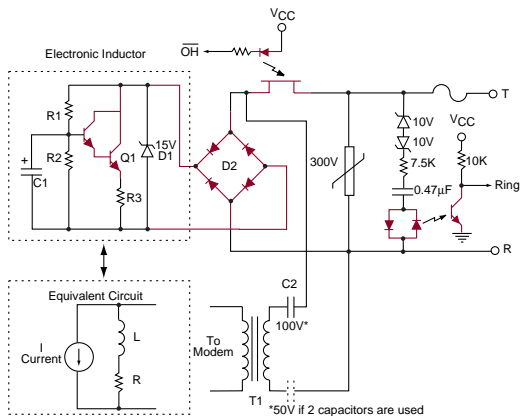 VCC
Electronic Inductor
OH
R1
R2
C1
+
Q1
15V
D1
R3
D2
300V
10V
10V
7.5K
0.47µF
T
VCC
10K
Ring
R
Equivalent Circuit
I
Current
L
R
To
Modem
T1
C2
100V*
*50V if 2 capacitors are used